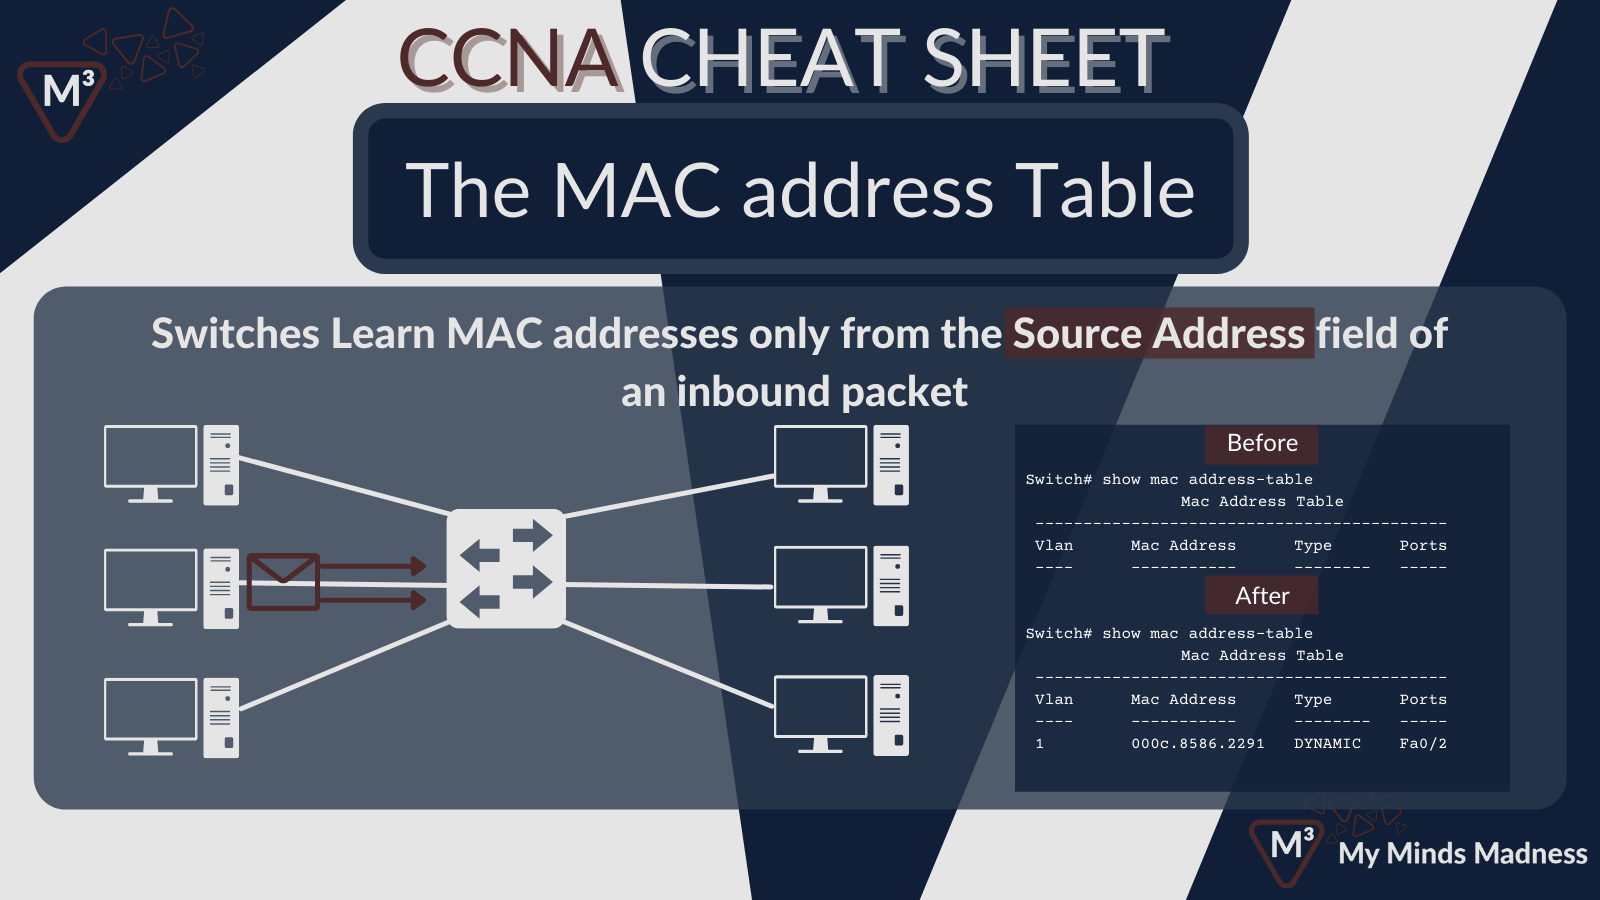 M³
CCNA CHEAT SHEET
The MAC address Table
Switches Learn MAC addresses only from the Source Address field of
an inbound packet
Before
Switch# show mac address-table
Mac Address Table
-------------------------------------------
Vlan Mac Address Type Ports
---- ----------- -------- -----
After
Switch# show mac address-table
Mac Address Table
-------------------------------------------
Vlan Mac Address Type Ports
---- ----------- -------- -----
1 000c.8586.2291 DYNAMIC Fa0/2
M³ My Minds Madness